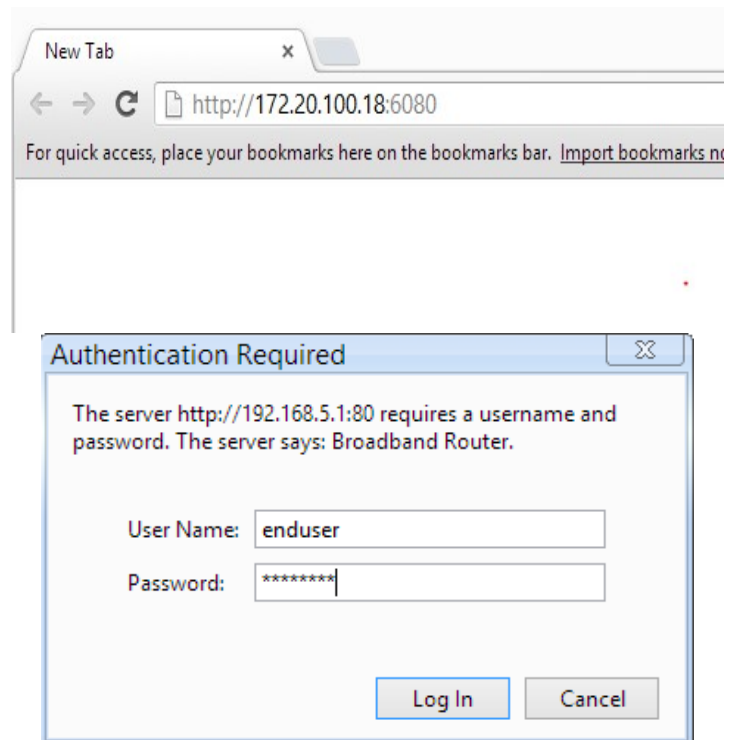 New Tab
http://172.20.100.18:6080
For quick access, place your bookmarks here on the bookmarks bar. Import bookmarks
Authentication Required
The server http://192.168.5.1:80 requires a username and
password. The server says: Broadband Router.
User Name: enduser
Password: ********
Log In Cancel